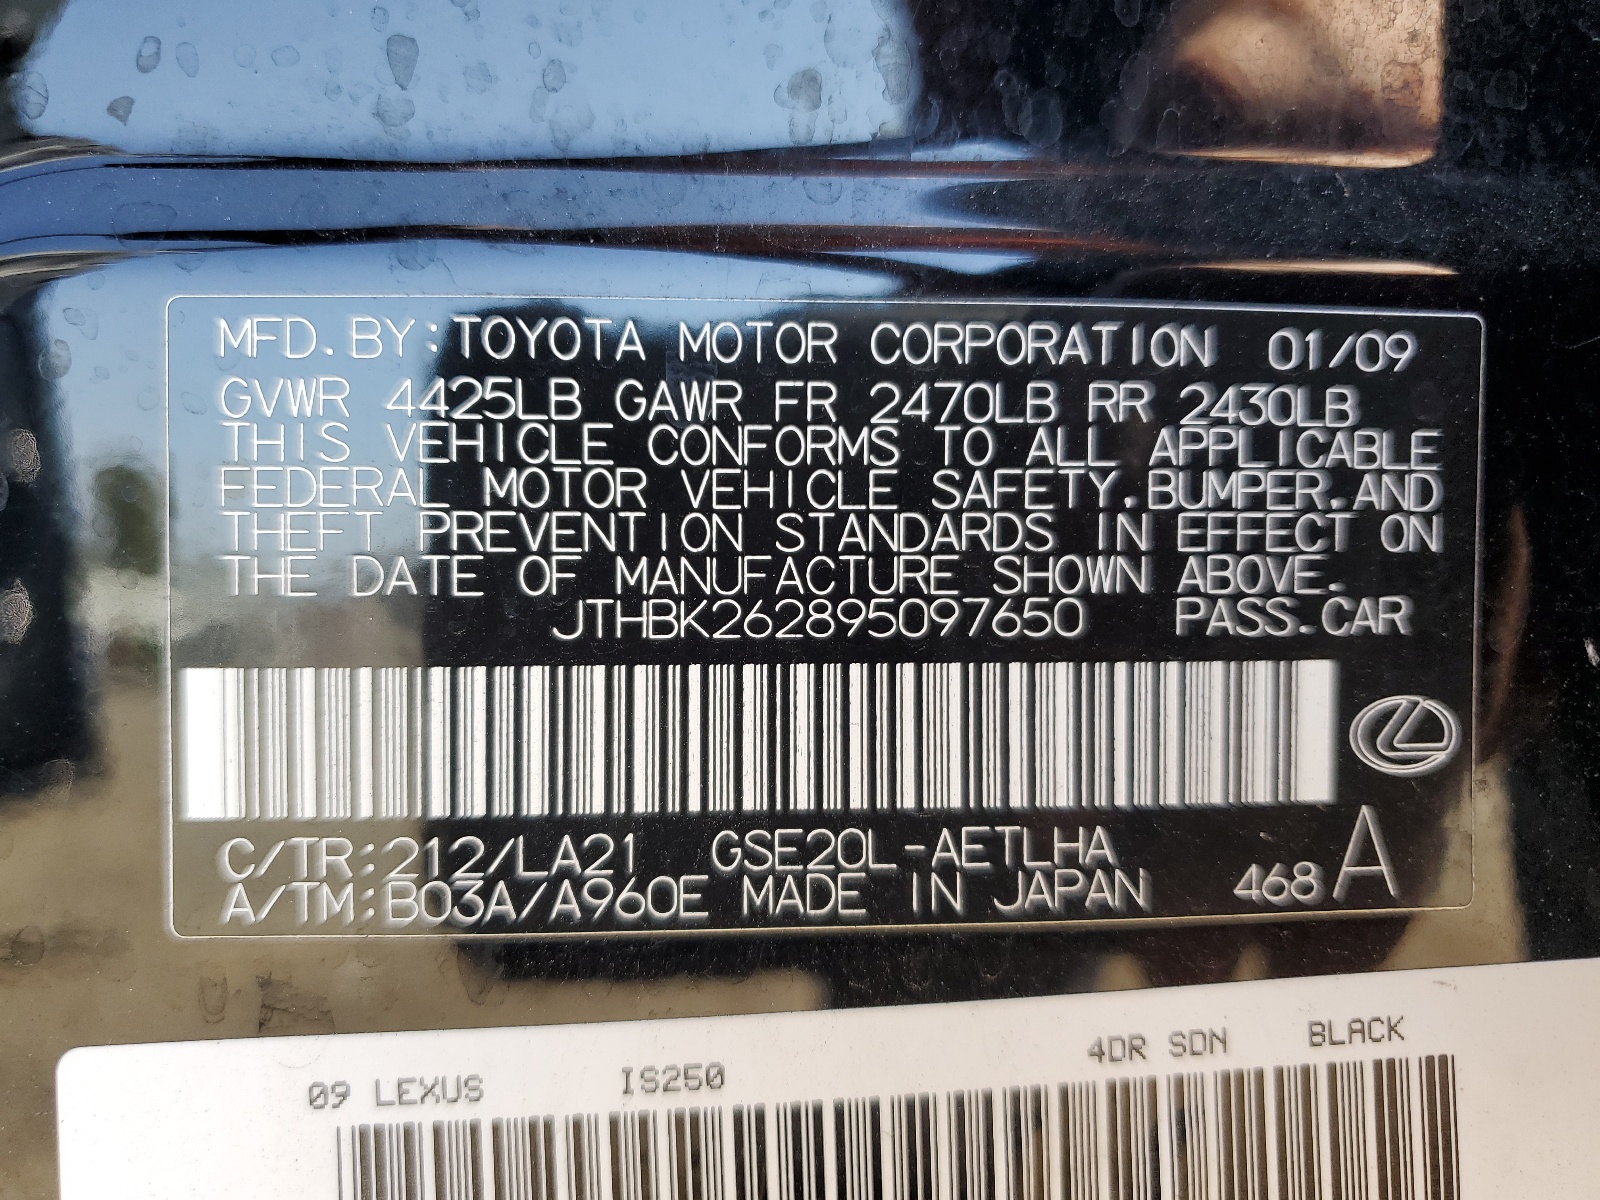 MFD. BY: TOYOTA MOTOR CORPORATION 01/09
GVWR 4425LB GAWR FR 2470LB RR 2430LB
THIS VEHICLE CONFORMS TO ALL APPLICABLE
FEDERAL MOTOR VEHICLE SAFETY, BUMPER, AND
THEFT PREVENTION STANDARDS IN EFFECT ON
THE DATE OF MANUFACTURE SHOWN ABOVE.
JTHBK262895097650 PASS. CAR
C/TR: 212/LA21 GSE20L-AETLHA
A/TM: B03A/A960E MADE IN JAPAN 468 A
09 LEXUS IS250 4DR SDN BLACK